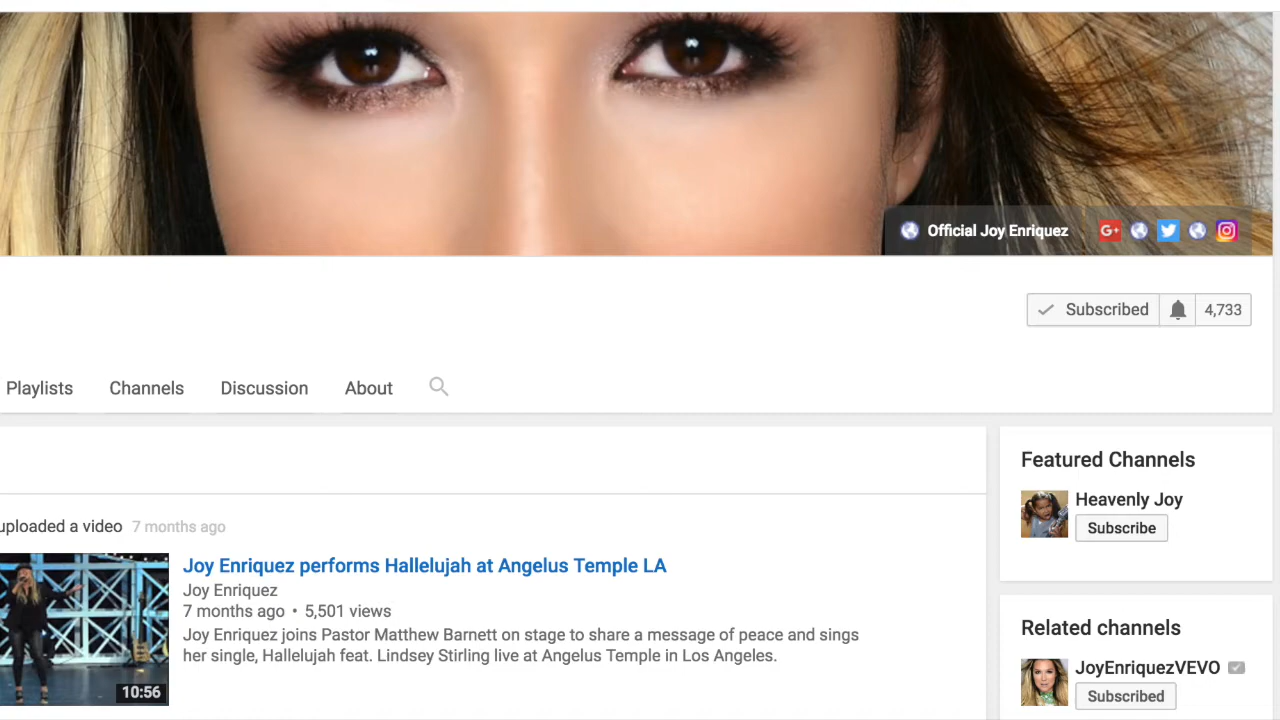 Official Joy Enriquez
Subscribed 4,733
Playlists Channels Discussion About
Featured Channels
Heavenly Joy
Subscribe
uploaded a video 7 months ago
Joy Enriquez performs Hallelujah at Angelus Temple LA
Joy Enriquez
7 months ago • 5,501 views
Joy Enriquez joins Pastor Matthew Barnett on stage to share a message of peace and sings
her single, Hallelujah feat. Lindsey Stirling live at Angelus Temple in Los Angeles.
10:56
Related channels
JoyEnriquezVEVO
Subscribed